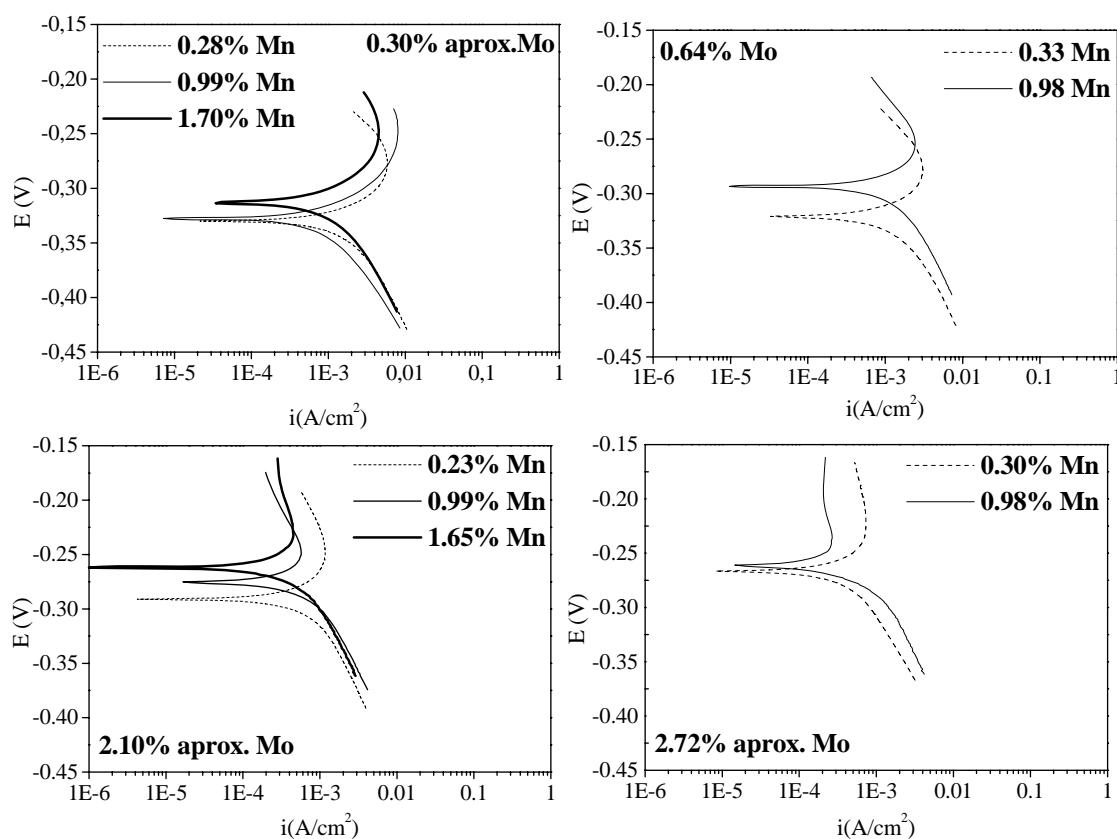 -0,15
-0,20
-0,25
-0,30
-0,35
-0,40
-0,45
E (V)
0.28% Mn
0.99% Mn
1.70% Mn
0.30% aprox.Mo
1E-6 1E-5 1E-4 1E-3 0,01 0,1 1
i(A/cm²)
-0.15
-0.20
-0.25
-0.30
-0.35
-0.40
-0.45
E (V)
0.64% Mo
0.33 Mn
0.98 Mn
1E-6 1E-5 1E-4 1E-3 0.01 0.1 1
i(A/cm²)
-0.15
-0.20
-0.25
-0.30
-0.35
-0.40
-0.45
E (V)
0.23% Mn
0.99% Mn
1.65% Mn
2.10% aprox. Mo
1E-6 1E-5 1E-4 1E-3 0.01 0.1 1
i(A/cm²)
-0.15
-0.20
-0.25
-0.30
-0.35
-0.40
-0.45
E (V)
0.30% Mn
0.98% Mn
2.72% aprox. Mo
1E-6 1E-5 1E-4 1E-3 0.01 0.1 1
i(A/cm²)